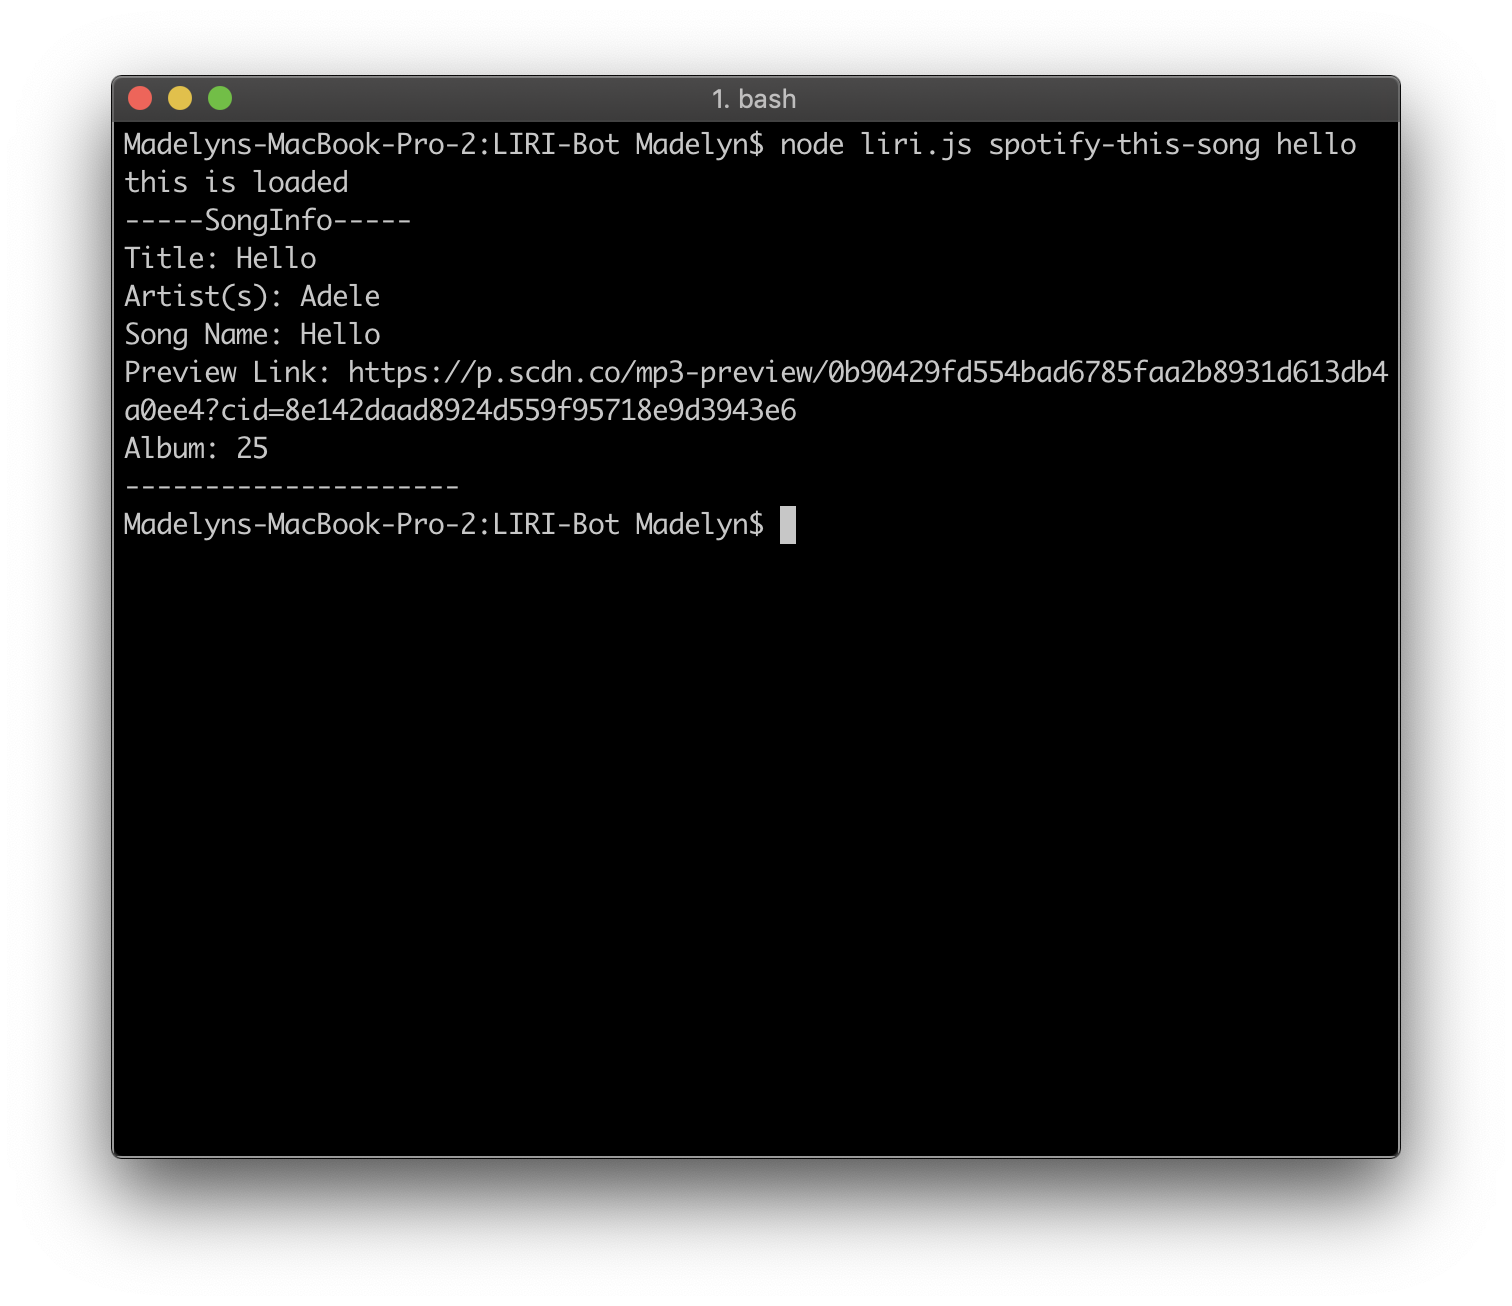 1. bash
Madelyns-MacBook-Pro-2:LIRI-Bot Madelyn$ node liri.js spotify-this-song hello
this is loaded
-----SongInfo-----
Title: Hello
Artist(s): Adele
Song Name: Hello
Preview Link: https://p.scdn.co/mp3-preview/0b90429fd554bad6785faa2b8931d613db4
a0ee4?cid=8e142daad8924d559f95718e9d3943e6
Album: 25
---------------------
Madelyns-MacBook-Pro-2:LIRI-Bot Madelyn$